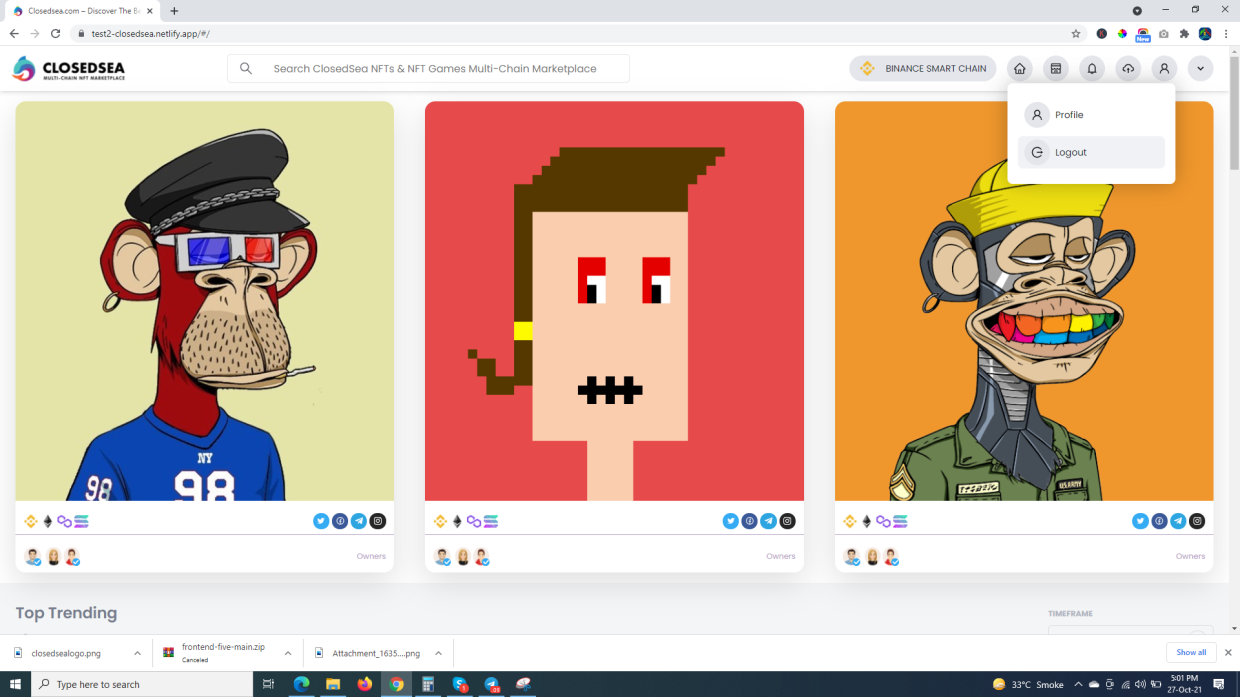 Closedsea.com – Discover The Be
test2-closedsea.netlify.app/#/
New
CLOSEDSEA
MULTI-CHAIN NFT MARKETPLACE
Search ClosedSea NFTs & NFT Games Multi-Chain Marketplace
BINANCE SMART CHAIN
Profile
Logout
NY
98
98
U.S.ARMY
Owners
Owners
Owners
Top Trending
TIMEFRAME
closedsealogo.png
frontend-five-main.zip
Canceled
Attachment_1635....png
Show all
Type here to search
33°C Smoke
5:01 PM
27-Oct-21